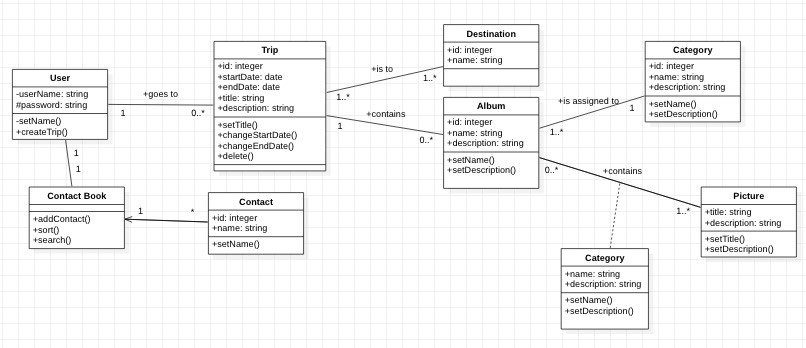 User
-userName: string
#password: string
-setName()
+createTrip()
+goes to
1
0..*
Trip
+id: integer
+startDate: date
+endDate: date
+title: string
+description: string
+setTitle()
+changeStartDate()
+changeEndDate()
+delete()
+is to
1..*
1..*
Destination
+id: integer
+name: string
+contains
1
0..*
Album
+id: integer
+name: string
+description: string
+setName()
+setDescription()
+is assigned to
1..*
1
Category
+id: integer
+name: string
+description: string
+setName()
+setDescription()
1
1
Contact Book
+addContact()
+sort()
+search()
1
*
Contact
+id: integer
+name: string
+setName()
0..*
+contains
1..*
Picture
+title: string
+description: string
+setTitle()
+setDescription()
Category
+name: string
+description: string
+setName()
+setDescription()